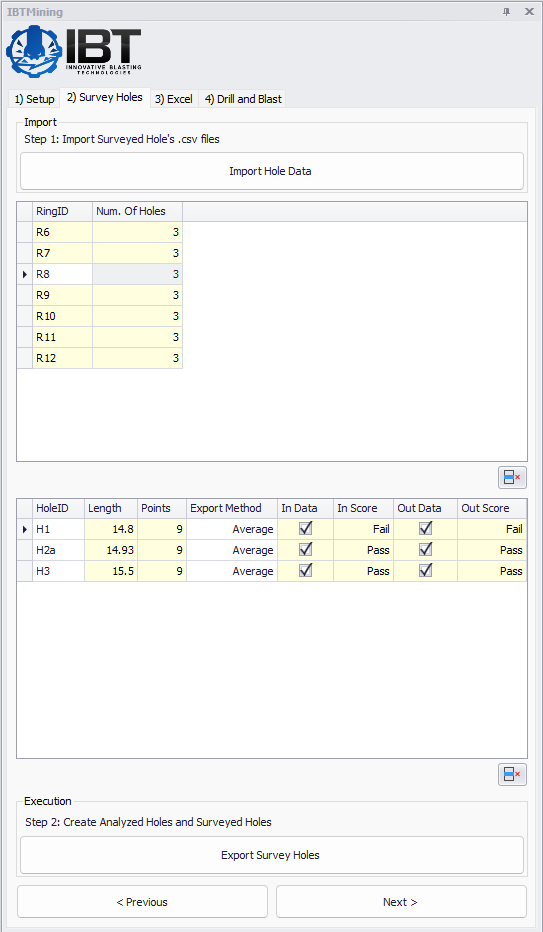 IBTMining
IBT
INNOVATIVE BLASTING
TECHNOLOGIES
1) Setup 2) Survey Holes 3) Excel 4) Drill and Blast
Import
Step 1: Import Surveyed Hole's .csv files
Import Hole Data
RingID Num. Of Holes
R6 3
R7 3
R8 3
R9 3
R10 3
R11 3
R12 3
HoleID Length Points Export Method In Data In Score Out Data Out Score
H1 14.8 9 Average Fail Fail
H2a 14.93 9 Average Pass Pass
H3 15.5 9 Average Pass Pass
Execution
Step 2: Create Analyzed Holes and Surveyed Holes
Export Survey Holes
< Previous Next >